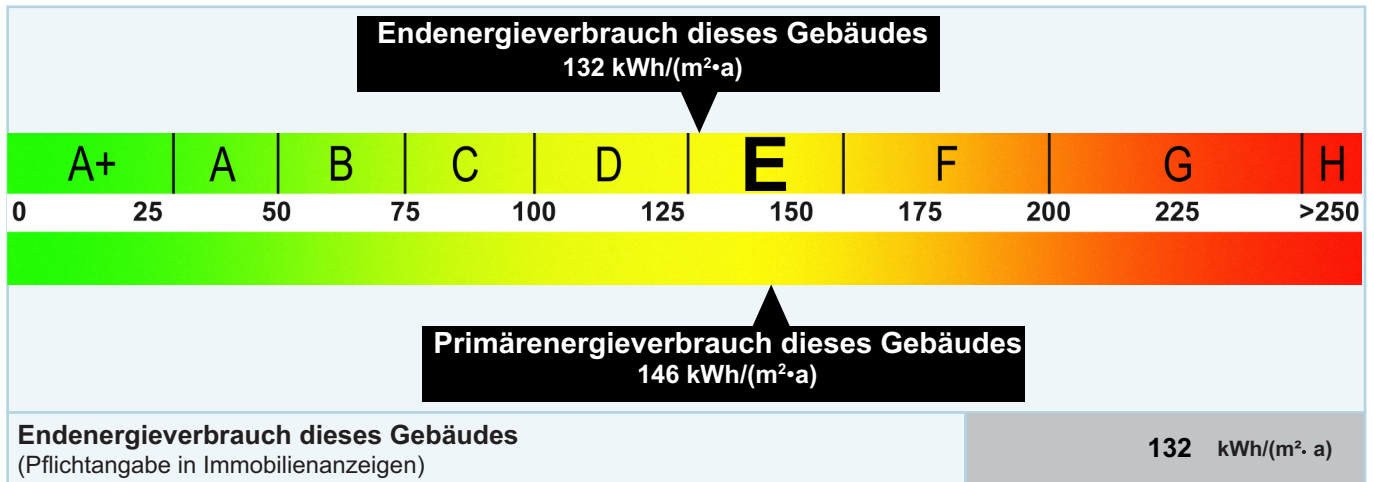 Endenergieverbrauch dieses Gebäudes
132 kWh/(m²•a)
A+ A B C D E F G H
0 25 50 75 100 125 150 175 200 225 >250
Primärenergieverbrauch dieses Gebäudes
146 kWh/(m²•a)
Endenergieverbrauch dieses Gebäudes
(Pflichtangabe in Immobilienanzeigen)
132 kWh/(m²· a)